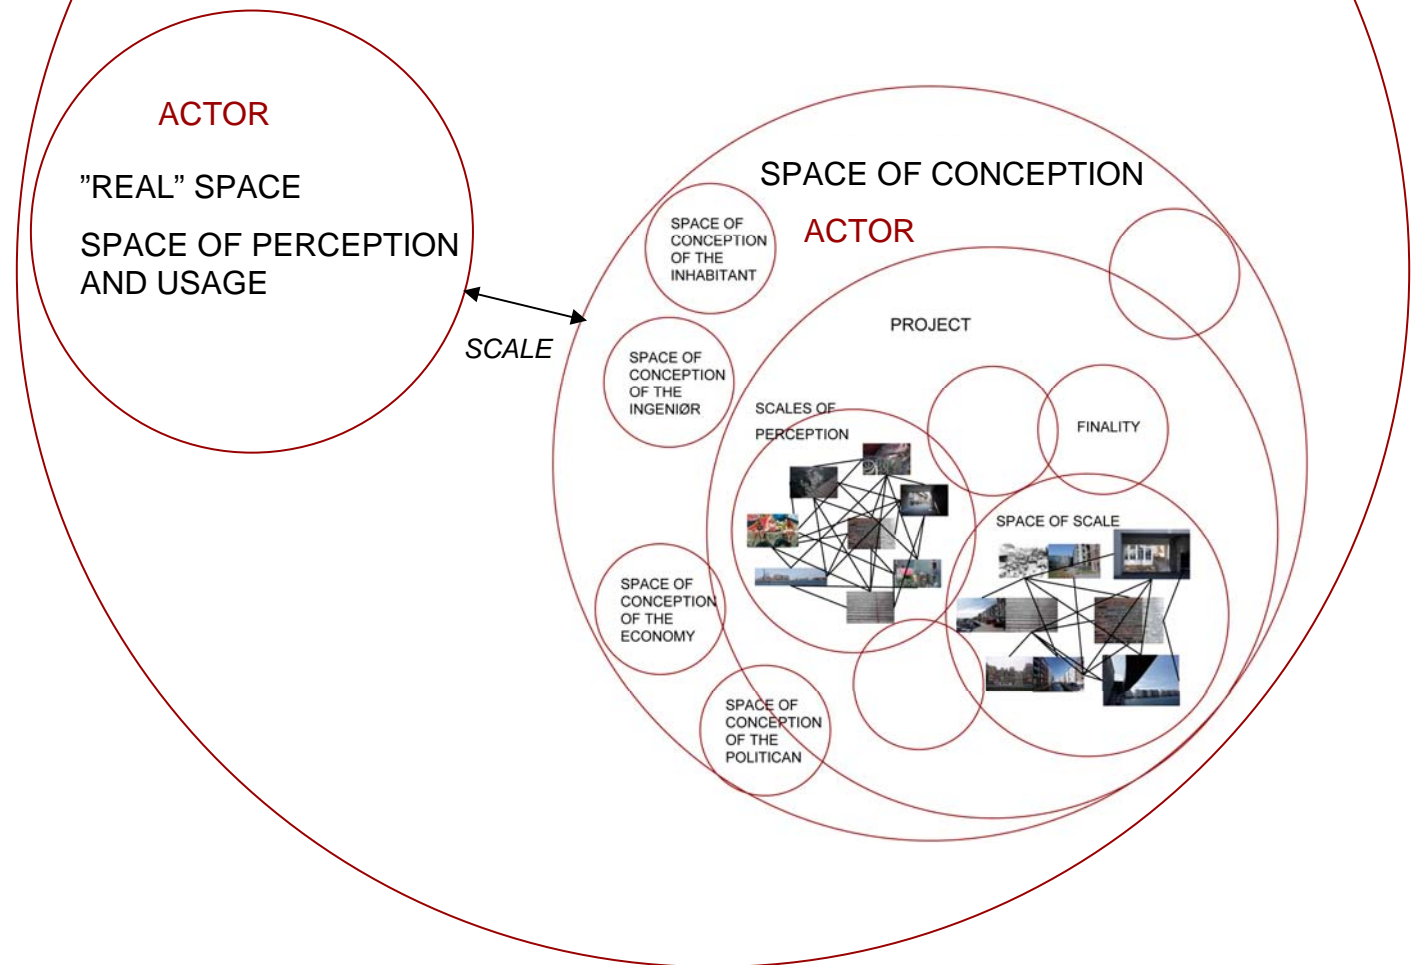 ACTOR
”REAL” SPACE
SPACE OF PERCEPTION
AND USAGE
SCALE
SPACE OF CONCEPTION
ACTOR
SPACE OF
CONCEPTION
OF THE
INHABITANT
SPACE OF
CONCEPTION
OF THE
INGENIØR
PROJECT
SCALES OF
PERCEPTION
FINALITY
SPACE OF SCALE
SPACE OF
CONCEPTION
OF THE
ECONOMY
SPACE OF
CONCEPTION
OF THE
POLITICAN